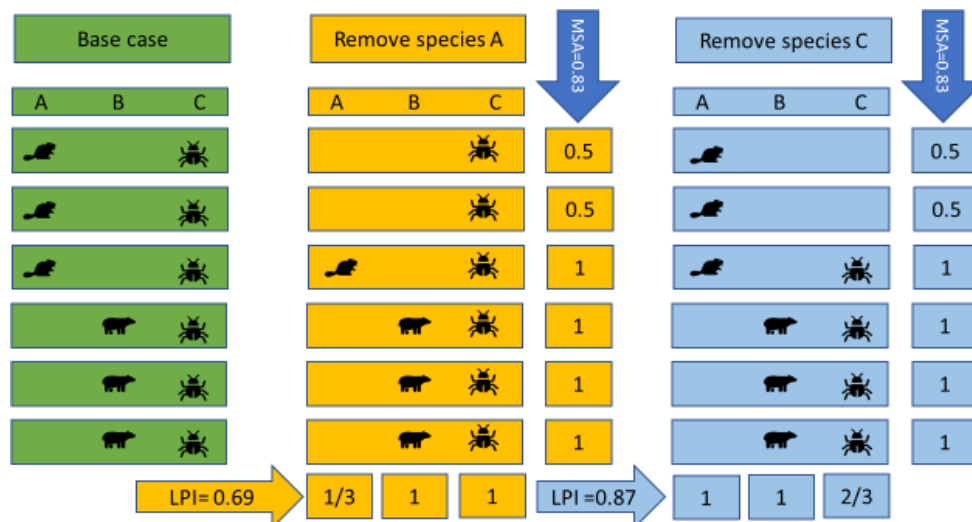 Base case
Remove species A
MSA=0.83
Remove species C
MSA=0.83
A B C
A B C
A B C
0.5
0.5
0.5
0.5
1
1
1
1
1
1
1
1
LPI= 0.69
1/3
1
1
LPI =0.87
1
1
2/3